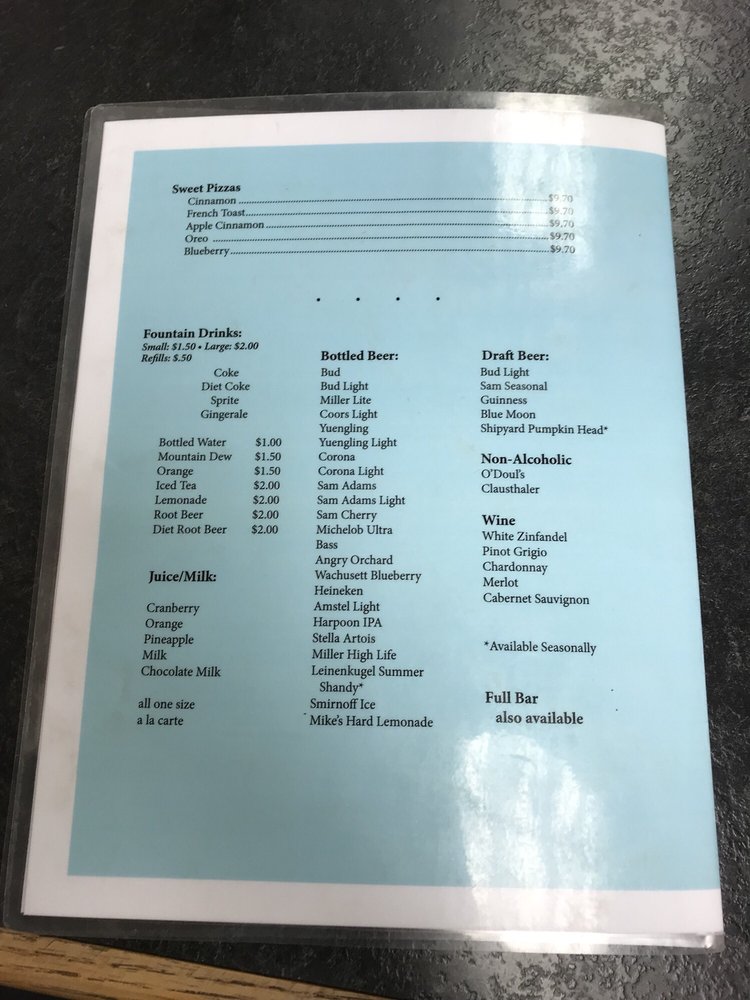 Sweet Pizzas
Cinnamon $9.70
French Toast $9.70
Apple Cinnamon $9.70
Oreo $9.70
Blueberry $9.70
Fountain Drinks:
Small: $1.50 • Large: $2.00
Refills: $.50
Coke
Diet Coke
Sprite
Gingerale
Bottled Water $1.00
Mountain Dew $1.50
Orange $1.50
Iced Tea $2.00
Lemonade $2.00
Root Beer $2.00
Diet Root Beer $2.00
Juice/Milk:
Cranberry
Orange
Pineapple
Milk
Chocolate Milk
all one size
a la carte
Bottled Beer:
Bud
Bud Light
Miller Lite
Coors Light
Yuengling
Yuengling Light
Corona
Corona Light
Sam Adams
Sam Adams Light
Sam Cherry
Michelob Ultra
Bass
Angry Orchard
Wachusett Blueberry
Heineken
Amstel Light
Harpoon IPA
Stella Artois
Miller High Life
Leinenkugel Summer
Shandy*
Smirnoff Ice
Mike's Hard Lemonade
Draft Beer:
Bud Light
Sam Seasonal
Guinness
Blue Moon
Shipyard Pumpkin Head*
Non-Alcoholic
O'Doul's
Clausthaler
Wine
White Zinfandel
Pinot Grigio
Chardonnay
Merlot
Cabernet Sauvignon
*Available Seasonally
Full Bar
also available